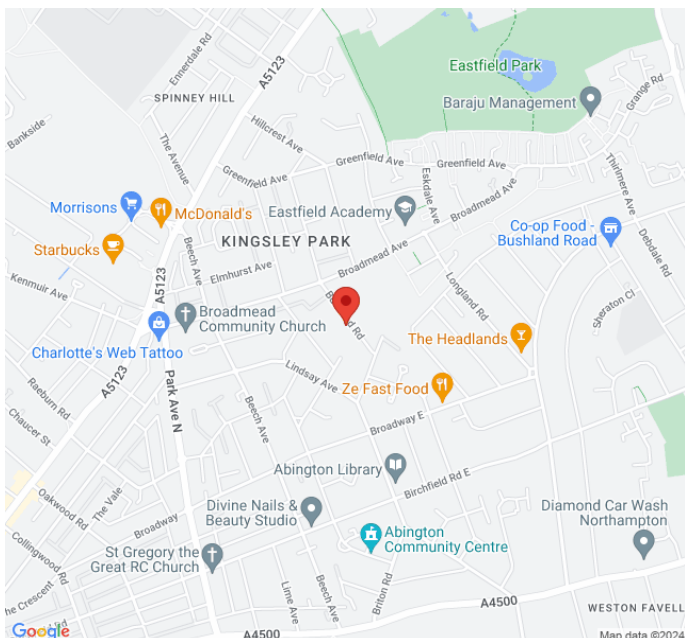 Ennerdale Rd
A5123
Eastfield Park
SPINNEY HILL
Baraju Management
Grange Rd
Bankside
The Avenue
Hillcrest Ave
Greenfield Ave
Greenfield Ave
Thirlmere Ave
Morrisons
McDonald's
Eastfield Academy
Eskdale Ave
Broadmead Ave
Starbucks
KINGSLEY PARK
Co-op Food -
Bushland Road
Debdale Rd
Beech Ave
Elmhurst Ave
Broadmead Ave
Kenmuir Ave
A5123
Longland Rd
Sheraton Cl
Broadmead
Community Church
The Headlands
Charlotte's Web Tattoo
Lindsay Ave
Ze Fast Food
A5123
Park Ave N
Raeburn Rd
Beech Ave
Chaucer St
Broadway E
Abington Library
Birchfield Rd E
The Vale
Oakwood Rd
Broadway
Divine Nails &
Beauty Studio
Diamond Car Wash
Northampton
Collingwood Rd
St Gregory the
Great RC Church
Abington
Community Centre
The Crescent
Lime Ave
Beech Ave
Briton Rd
A4500
WESTON FAVELL
Google
A4500
Map data ©2024